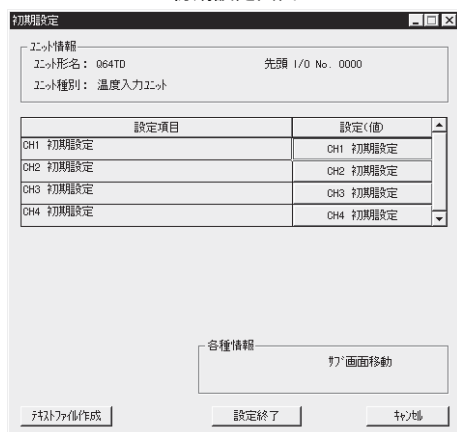 初期設定
ﾕﾆｯﾄ情報
ﾕﾆｯﾄ形名： Q64TD 先頭 I/O No. 0000
ﾕﾆｯﾄ種別： 温度入力ﾕﾆｯﾄ
設定項目 設定(値)
CH1 初期設定 CH1 初期設定
CH2 初期設定 CH2 初期設定
CH3 初期設定 CH3 初期設定
CH4 初期設定 CH4 初期設定
各種情報
ｻﾌﾞ画面移動
ﾃｷｽﾄﾌｧｲﾙ作成 設定終了 ｷｬﾝｾﾙ